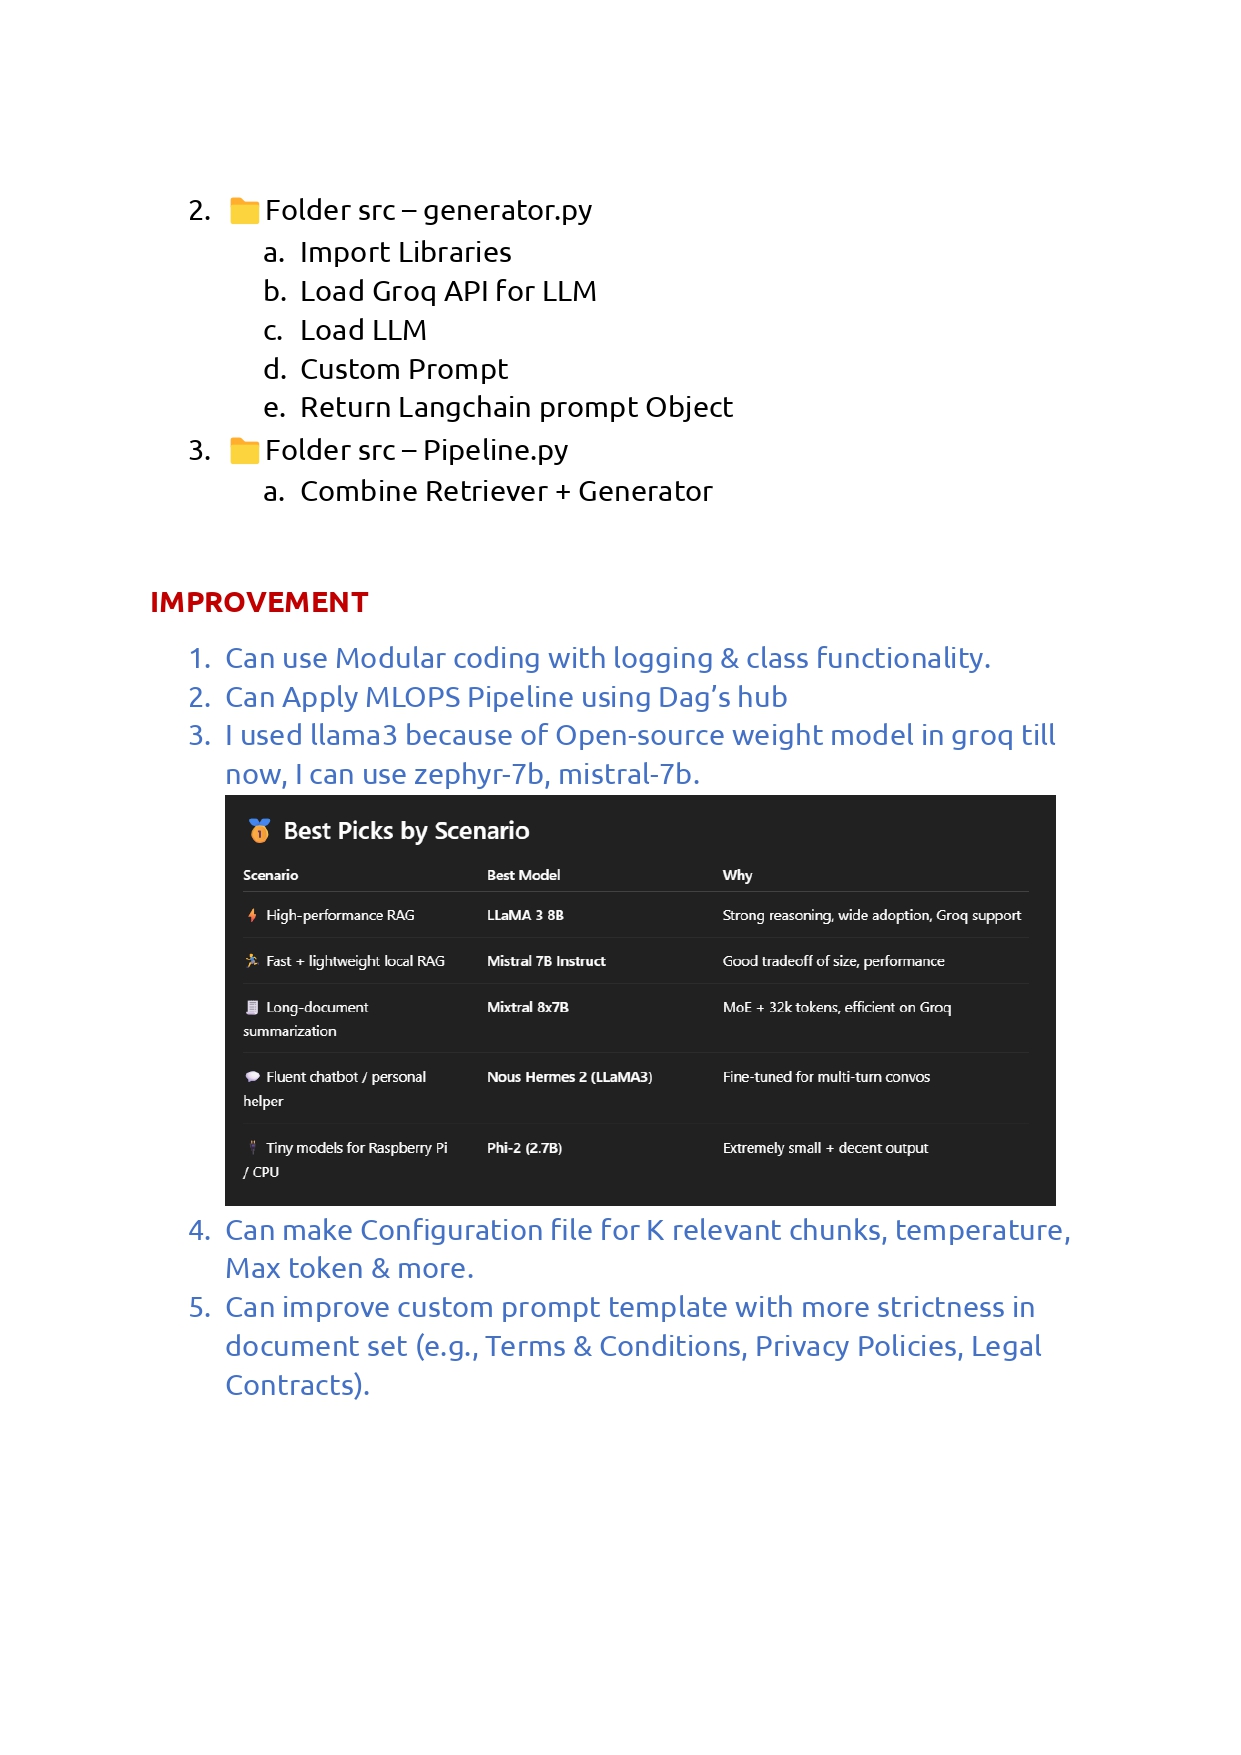 2. 📁Folder src – generator.py
a. Import Libraries
b. Load Groq API for LLM
c. Load LLM
d. Custom Prompt
e. Return Langchain prompt Object
3. 📁Folder src – Pipeline.py
a. Combine Retriever + Generator
IMPROVEMENT
1. Can use Modular coding with logging & class functionality.
2. Can Apply MLOPS Pipeline using Dag’s hub
3. I used llama3 because of Open-source weight model in groq till
now, I can use zephyr-7b, mistral-7b.
🥇 Best Picks by Scenario
Scenario Best Model Why
⚡ High-performance RAG LLaMA 3 8B Strong reasoning, wide adoption, Groq support
🏃 Fast + lightweight local RAG Mistral 7B Instruct Good tradeoff of size, performance
🧾 Long-document Mixtral 8x7B MoE + 32k tokens, efficient on Groq
summarization
💬 Fluent chatbot / personal Nous Hermes 2 (LLaMA3) Fine-tuned for multi-turn convos
helper
Tiny models for Raspberry Pi Phi-2 (2.7B) Extremely small + decent output
/ CPU
4. Can make Configuration file for K relevant chunks, temperature,
Max token & more.
5. Can improve custom prompt template with more strictness in
document set (e.g., Terms & Conditions, Privacy Policies, Legal
Contracts).